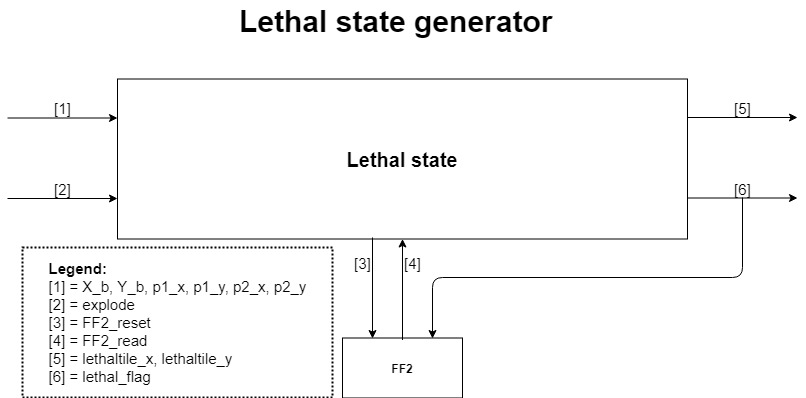 Lethal state generator
[1]
[5]
Lethal state
[2]
[6]
[3]
[4]
Legend:
[1] = X_b, Y_b, p1_x, p1_y, p2_x, p2_y
[2] = explode
[3] = FF2_reset
[4] = FF2_read
[5] = lethaltile_x, lethaltile_y
[6] = lethal_flag
FF2